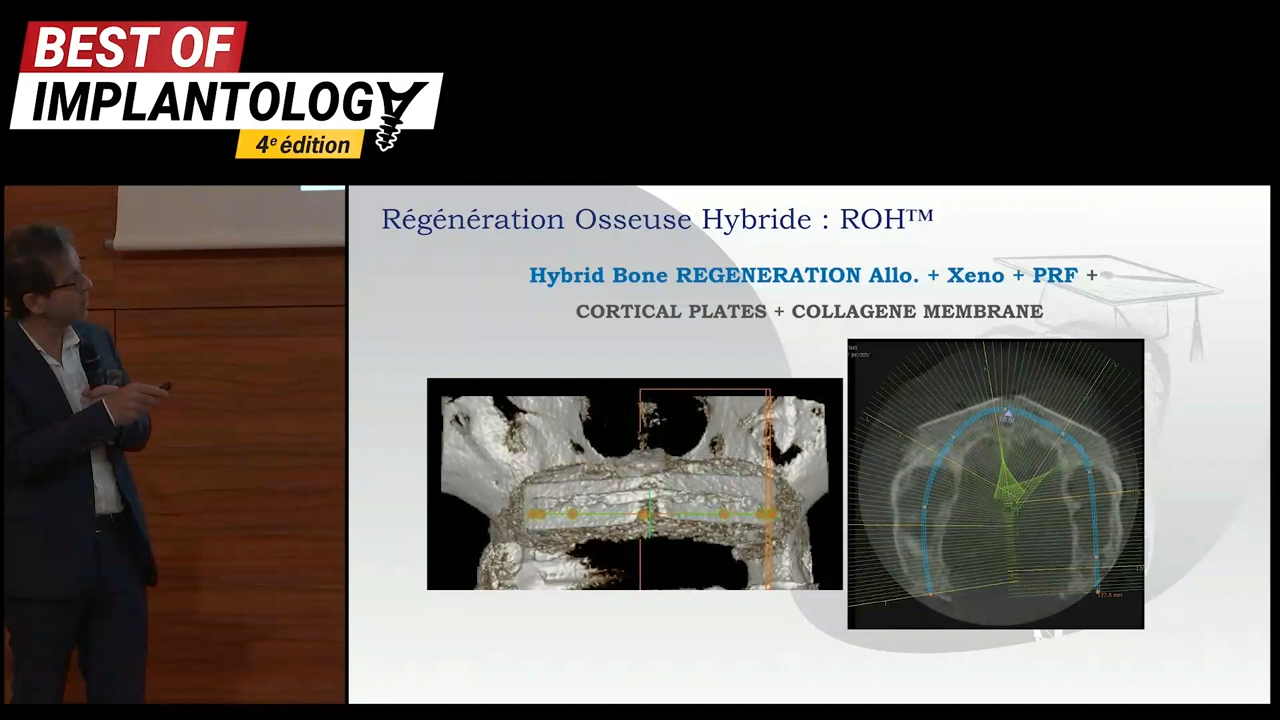 BEST OF
IMPLANTOLOGY
4e édition
Régénération Osseuse Hybride : ROH™
Hybrid Bone REGENERATION Allo. + Xeno + PRF +
CORTICAL PLATES + COLLAGENE MEMBRANE